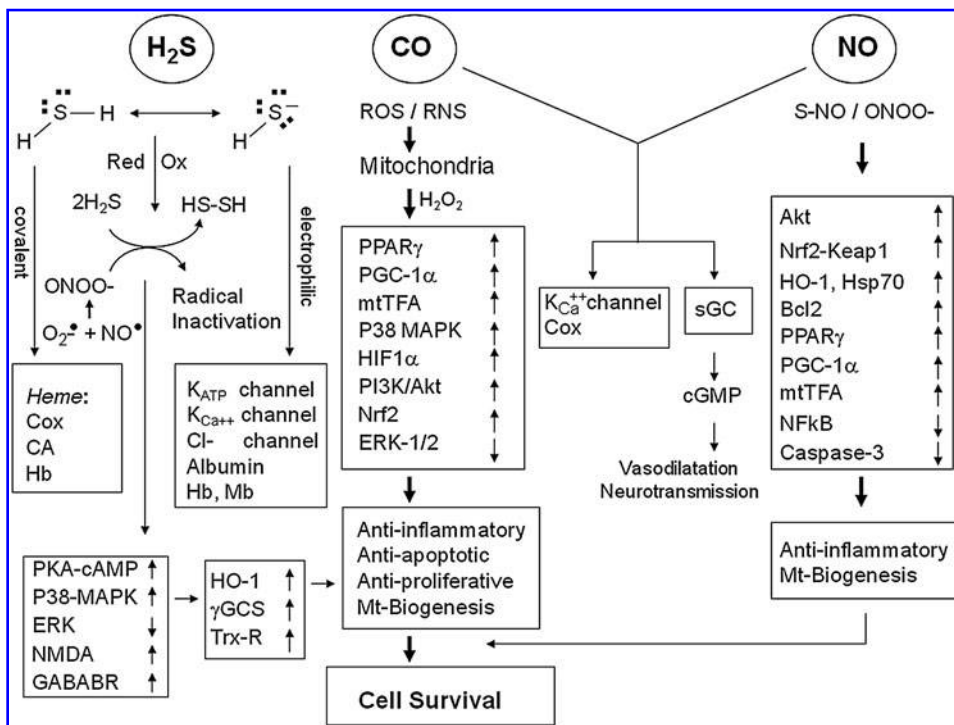 H₂S
CO
NO
S
H
H
S
H
–
ROS / RNS
S-NO / ONOO-
Red
Ox
Mitochondria
H₂O₂
2H₂S
HS-SH
covalent
electrophilic
ONOO-
O₂-• + NO•
Radical
Inactivation
Heme:
Cox
CA
Hb
K_ATP channel
K_Ca++ channel
Cl- channel
Albumin
Hb, Mb
PPARγ ↑
PGC-1α ↑
mtTFA ↑
P38 MAPK ↑
HIF1α ↑
PI3K/Akt ↑
Nrf2 ↑
ERK-1/2 ↓
K_Ca⁺⁺channel
Cox
sGC
cGMP
Vasodilatation
Neurotransmission
Akt ↑
Nrf2-Keap1 ↑
HO-1, Hsp70 ↑
Bcl2 ↑
PPARγ ↑
PGC-1α ↑
mtTFA ↑
NFkB ↓
Caspase-3 ↓
PKA-cAMP ↑
P38-MAPK ↑
ERK ↓
NMDA ↑
GABABR ↑
HO-1 ↑
γGCS ↑
Trx-R ↑
Anti-inflammatory
Anti-apoptotic
Anti-proliferative
Mt-Biogenesis
Anti-inflammatory
Mt-Biogenesis
Cell Survival